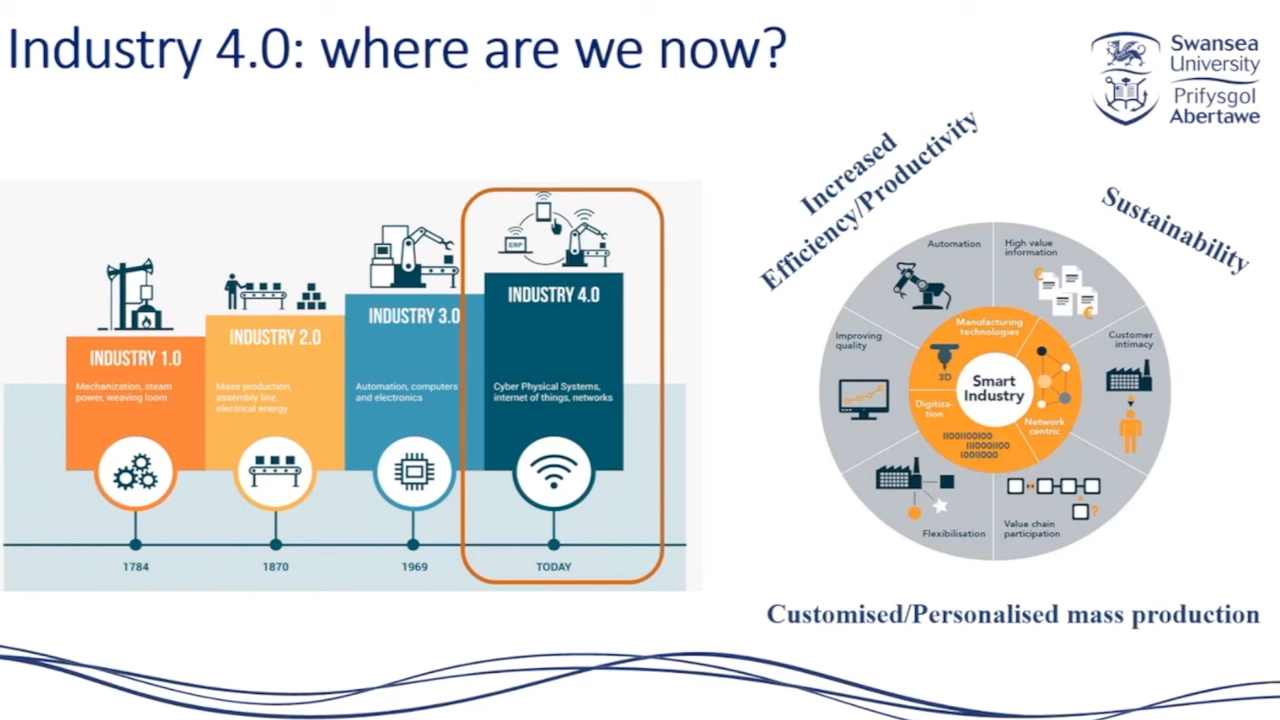 Industry 4.0: where are we now?
Swansea
University
Prifysgol
Abertawe
ERP
INDUSTRY 1.0
Mechanization, steam
power, weaving loom
INDUSTRY 2.0
Mass production,
assembly line,
electrical energy
INDUSTRY 3.0
Automation, computers
and electronics
INDUSTRY 4.0
Cyber Physical Systems,
internet of things, networks
1784
1870
1969
TODAY
Increased
Efficiency/Productivity
Sustainability
Automation
High value
information
Improving
quality
Customer
intimacy
Manufacturing
technologies
3D
Smart
Industry
Digitiza-
tion
Network
centric
11001100100
1110001100
10011000
Flexibilisation
Value chain
participation
?
Customised/Personalised mass production